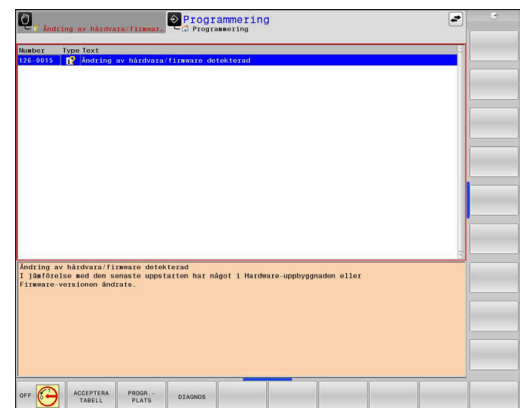 Ändring av hårdvara/firmwar…
Programmering
Programmering
Number Type Text
126-0015 Ändring av hårdvara/firmware detekterad
Ändring av hårdvara/firmware detekterad
I jämförelse med den senaste uppstarten har något i Hardware-uppbyggnaden eller
Firmware-versionen ändrats.
OFF
ACCEPTERA
TABELL
PROGR.-
PLATS
DIAGNOS